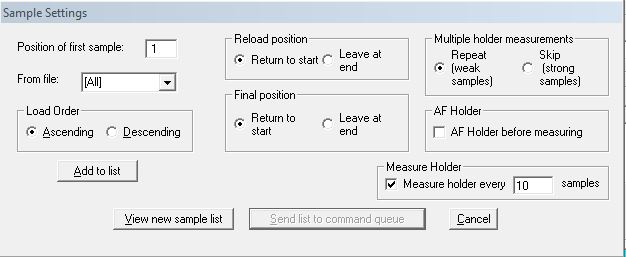 Sample Settings
Position of first sample: 1
From file: [All]
Load Order
Ascending Descending
Add to list
Reload position
Return to start Leave at
end
Final position
Return to
start
Leave at
end
Multiple holder measurements
Repeat
(weak
samples)
Skip
(strong
samples)
AF Holder
AF Holder before measuring
Measure Holder
Measure holder every 10 samples
View new sample list Send list to command queue Cancel